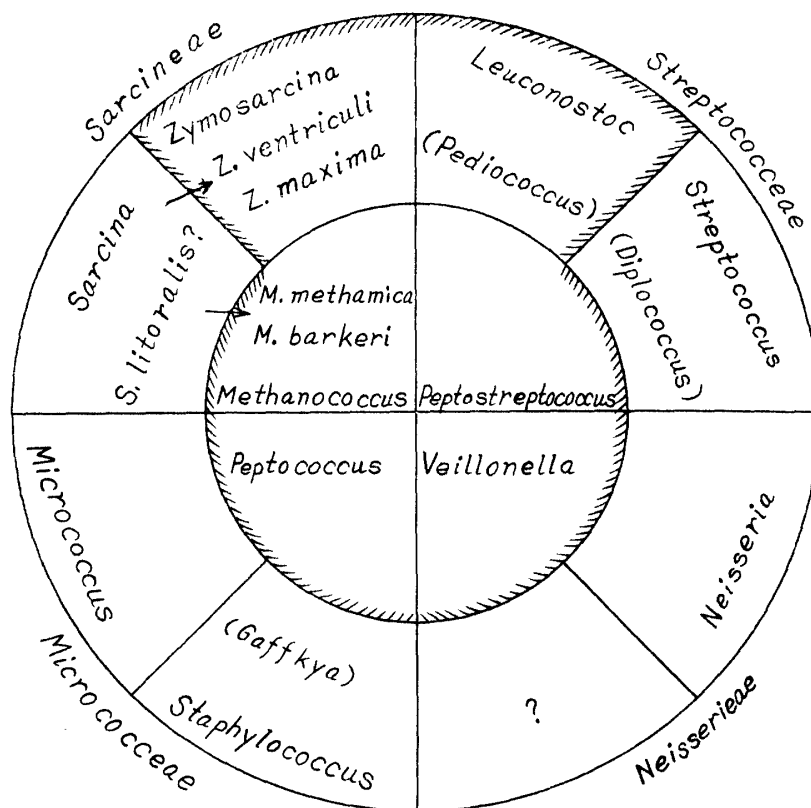 Sarcineae
Zymosarcina
Z. ventriculi
Z. maxima
Leuconostoc
(Pediococcus)
Streptococceae
Streptococcus
(Diplococcus)
Sarcina
S. litoralis?
M. methamica
M. barkeri
Methanococcus
Peptostreptococcus
Peptococcus
Veillonella
Micrococcus
Micrococceae
(Gaffkya)
Staphylococcus
?
Neisseria
Neisserieae